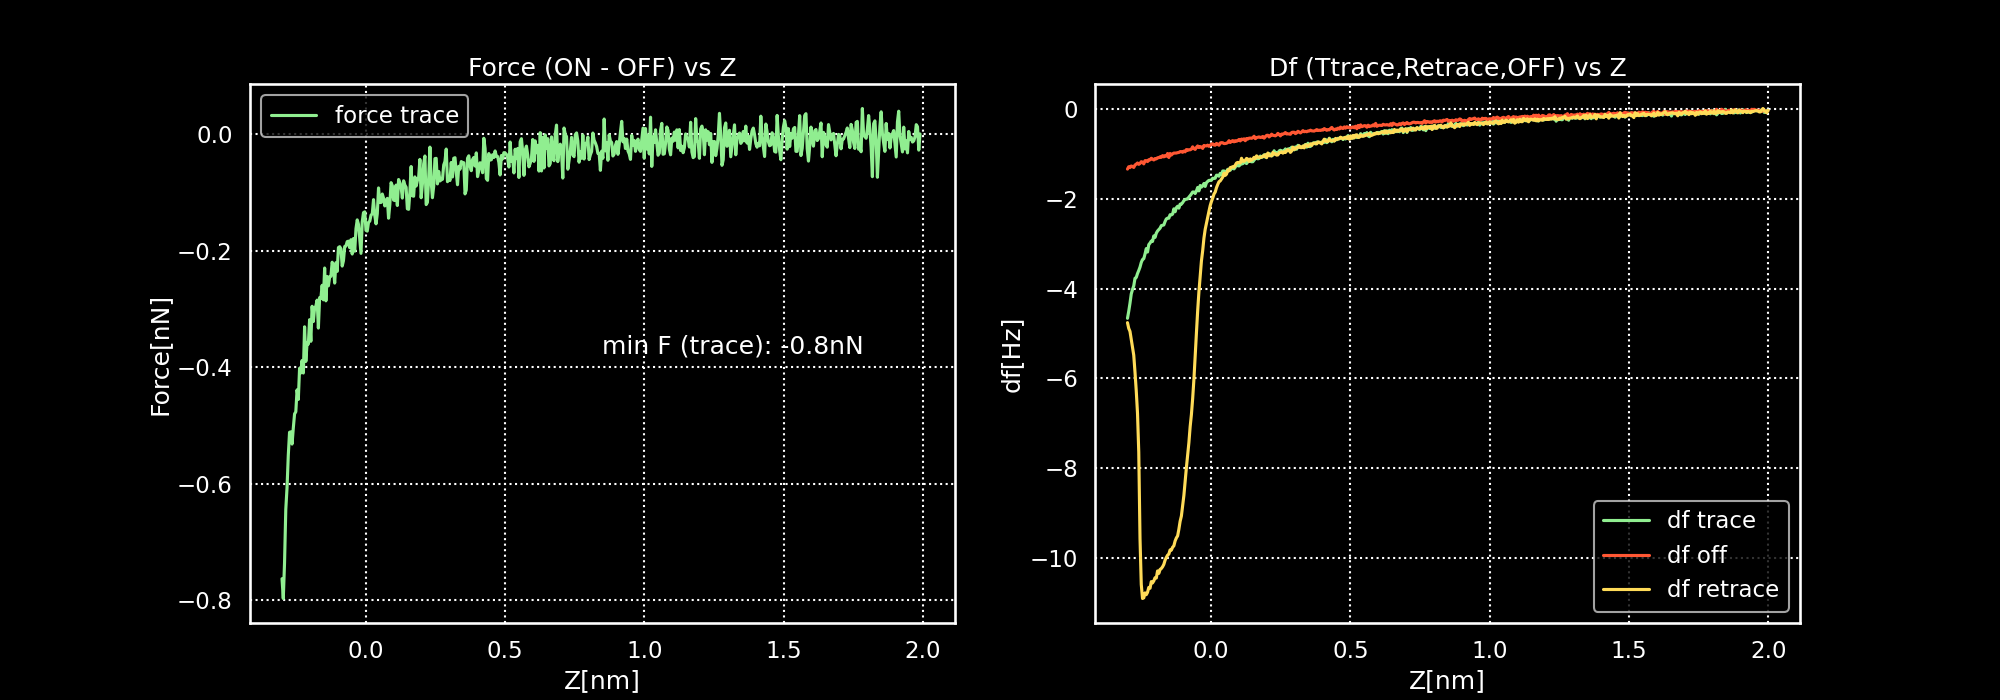 Force (ON - OFF) vs Z
force trace
0.0
−0.2
−0.4
−0.6
−0.8
Force[nN]
min F (trace): -0.8nN
0.0 0.5 1.0 1.5 2.0
Z[nm]
Df (Ttrace,Retrace,OFF) vs Z
0
−2
−4
−6
−8
−10
df[Hz]
df trace
df off
df retrace
0.0 0.5 1.0 1.5 2.0
Z[nm]